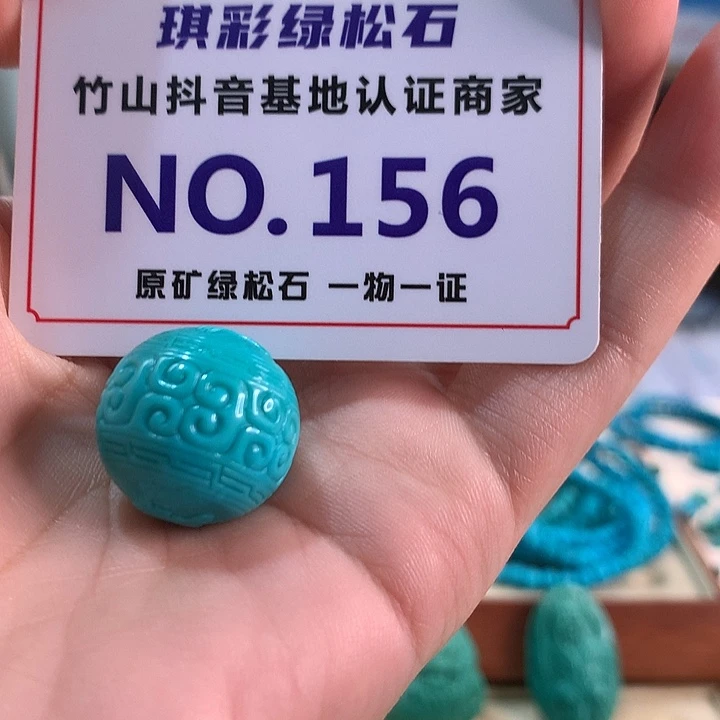 琪彩绿松石
竹山抖音基地认证商家
NO.156
原矿绿松石 一物一证